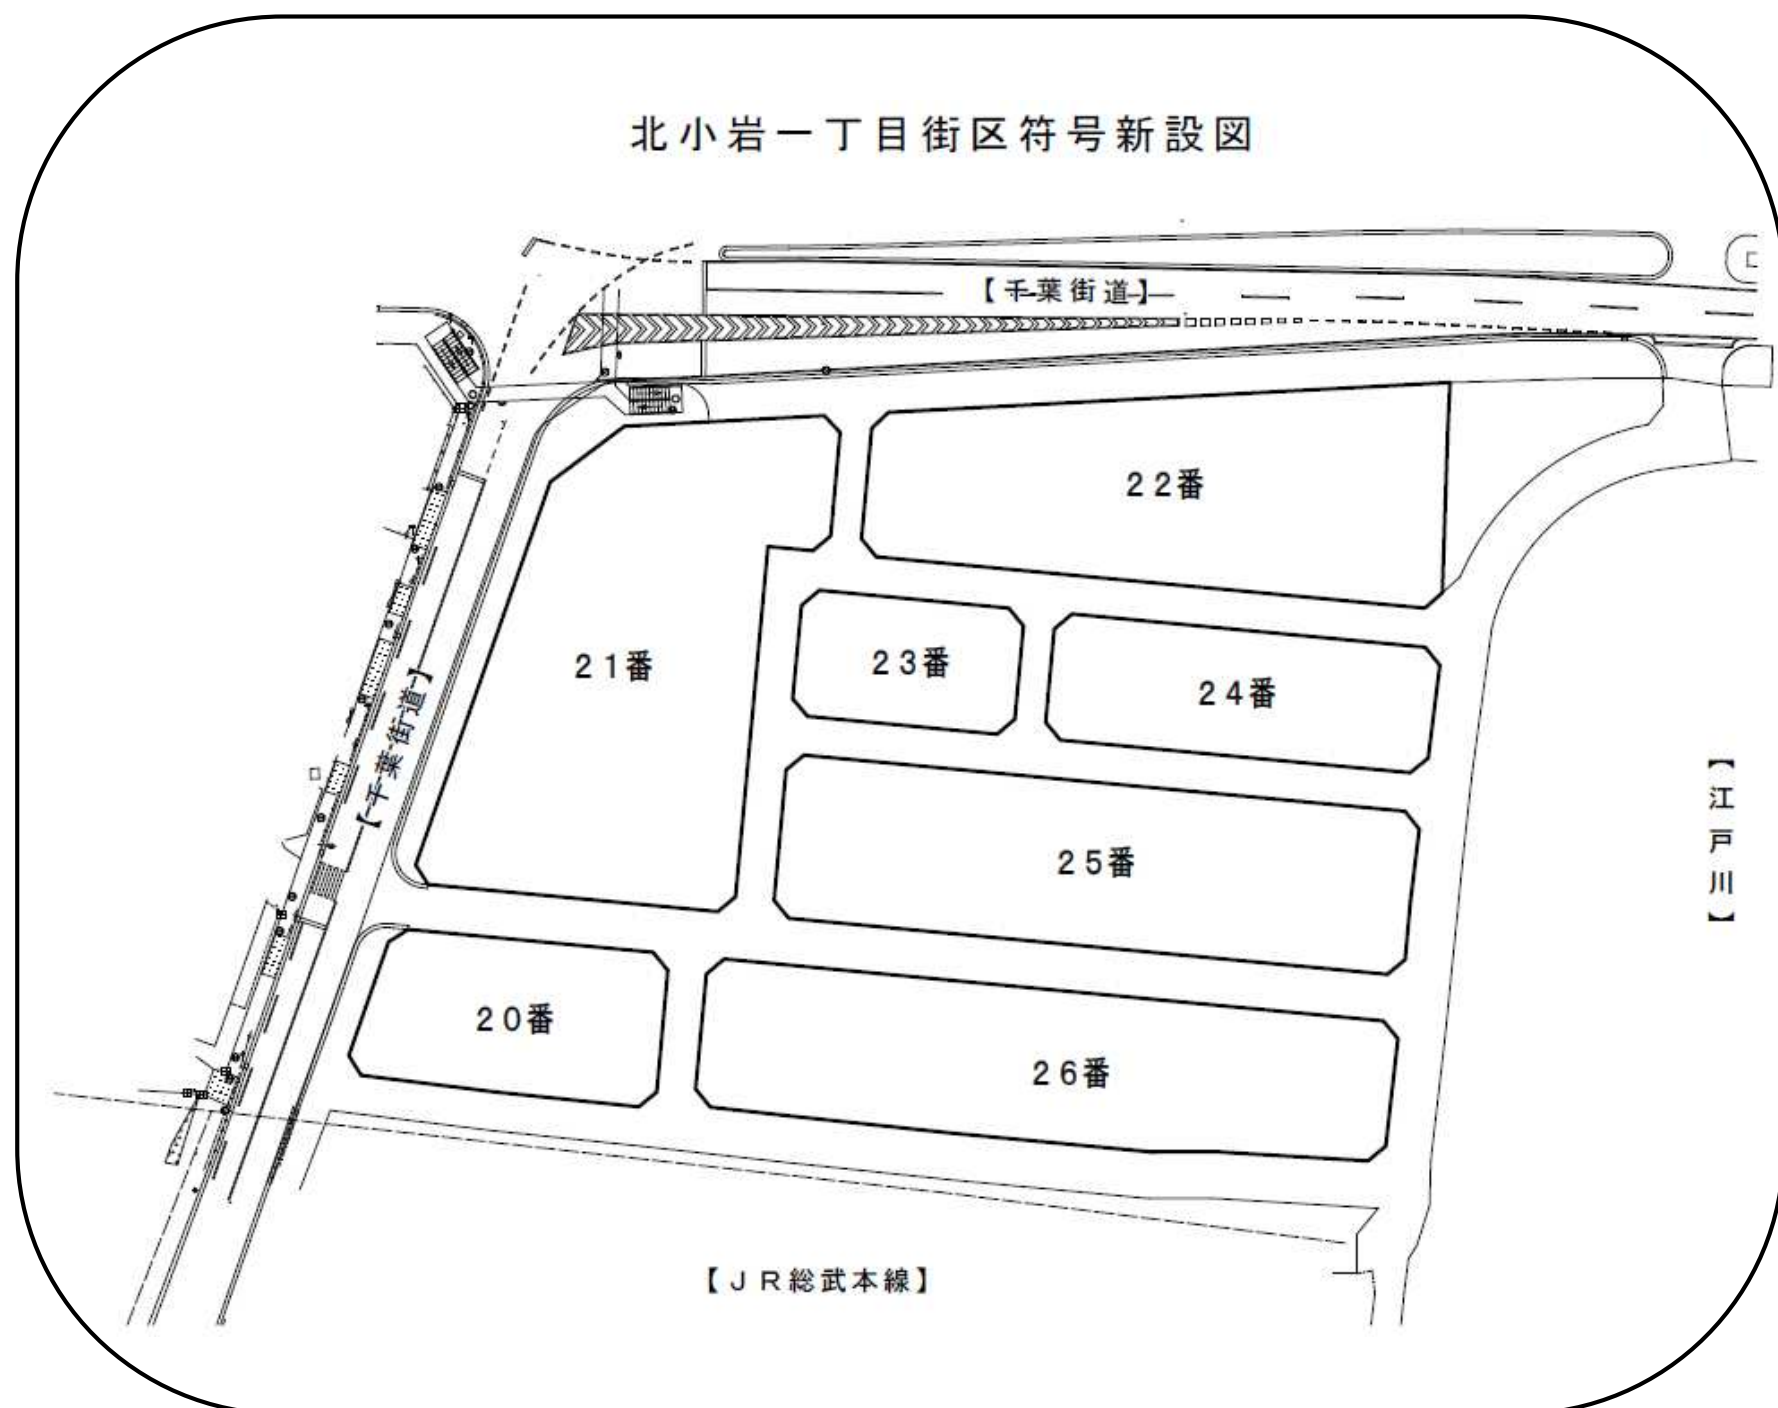 北小岩一丁目街区符号新設図
【千葉街道】
22番
21番
23番
24番
【千葉街道】
25番
【江戸川】
20番
26番
【ＪＲ総武本線】